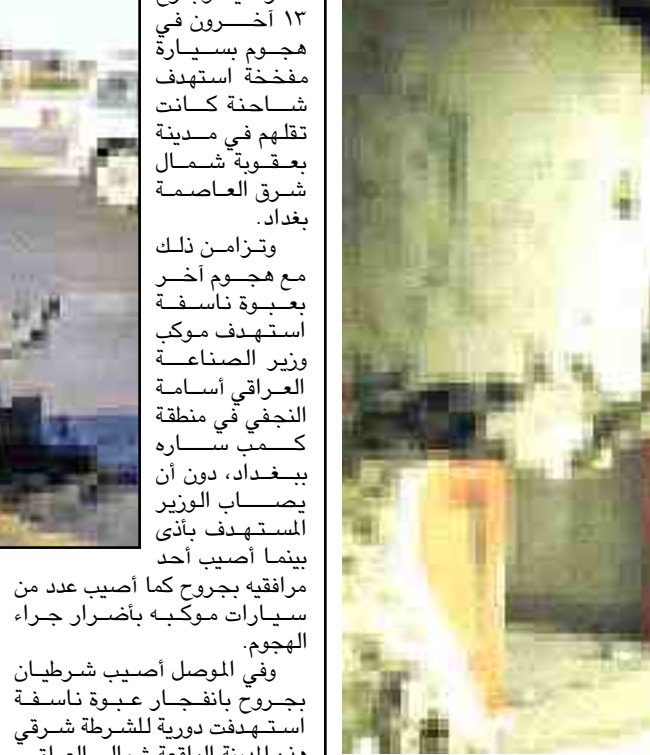 ١٣ آخرون في
هجوم بسيارة
مفخخة استهدف
شاحنة كانت
تقلهم في مدينة
بعقوبة شمال
شرق العاصمة
بغداد.
وتزامن ذلك
مع هجوم آخر
بعبوة ناسفة
استهدف موكب
وزير الصناعة
العراقي أسامة
النجفي في منطقة
كمب ساره
ببغداد، دون أن
يصاب الوزير
المستهدف بأذى
بينما أصيب أحد
مرافقيه بجروح كما أصيب عدد من
سيارات موكبه بأضرار جراء
الهجوم.
وفي الموصل أصيب شرطيان
بجروح بانفجار عبوة ناسفة
استهدفت دورية للشرطة شرقي